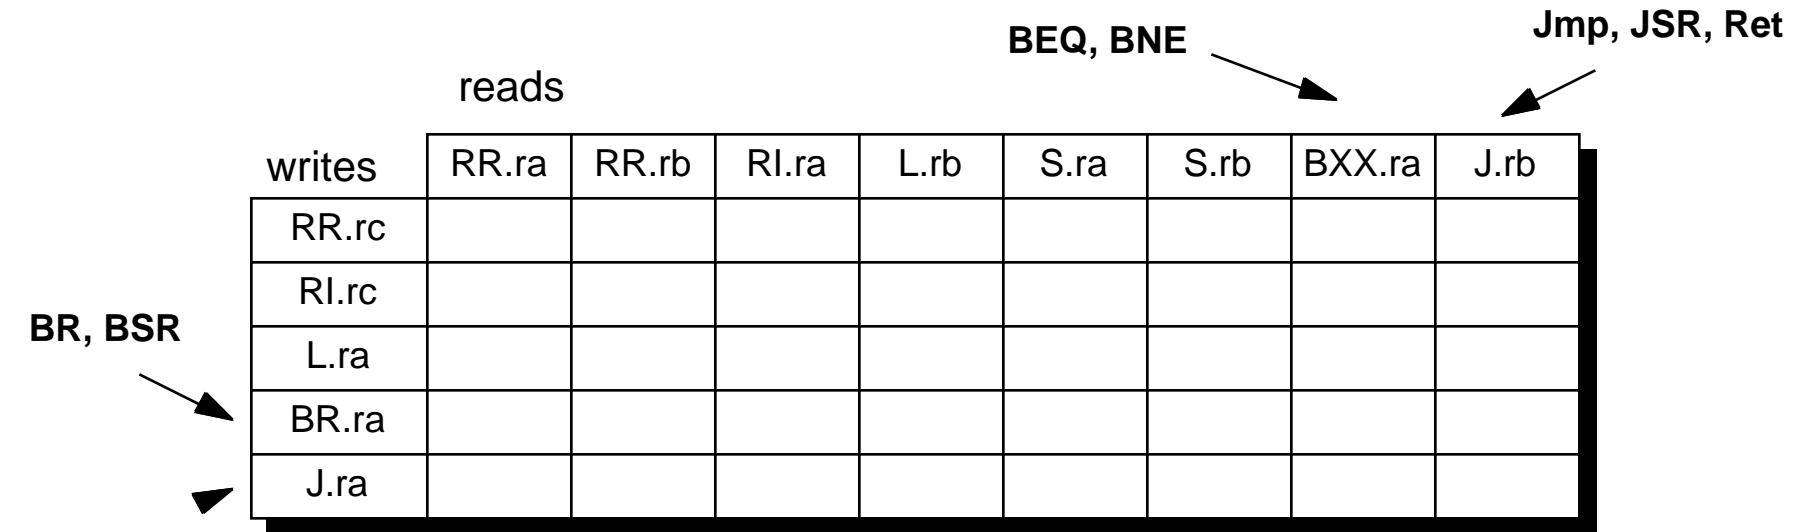 Jmp, JSR, Ret
BEQ, BNE
reads
writes RR.ra RR.rb RI.ra L.rb S.ra S.rb BXX.ra J.rb
RR.rc
RI.rc
BR, BSR
L.ra
BR.ra
J.ra